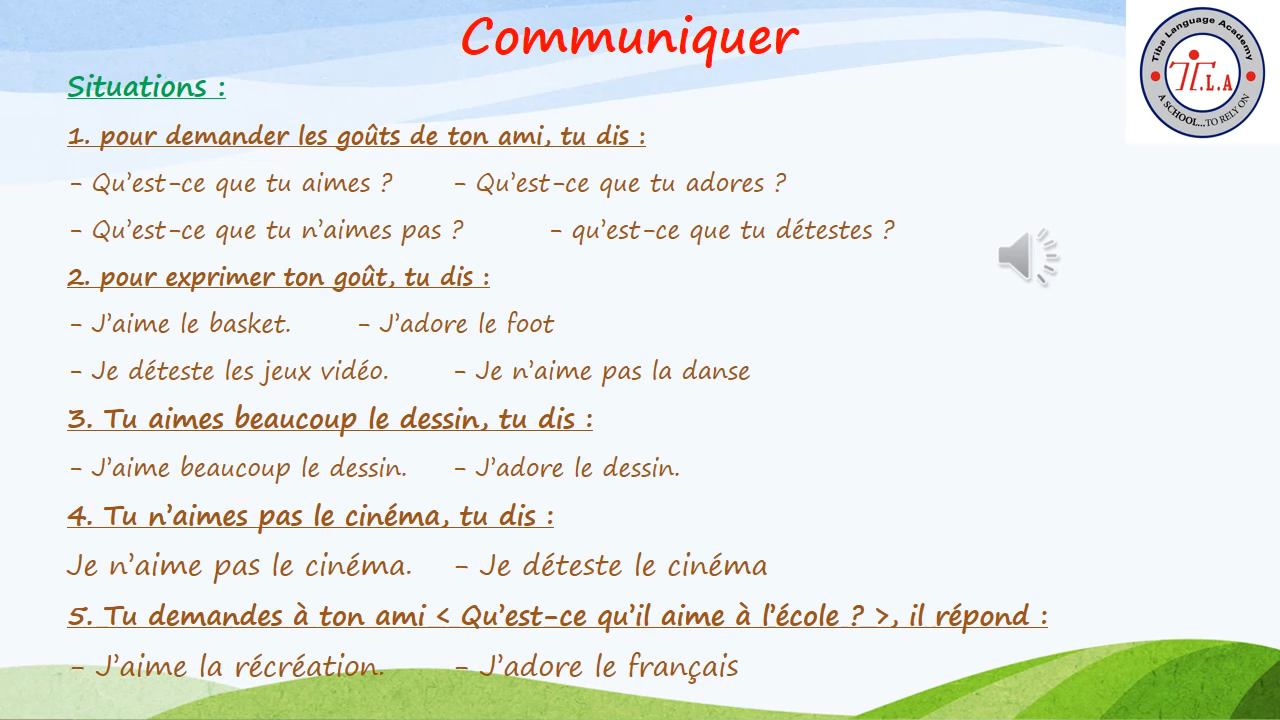 Communiquer
Tiba Language Academy
T.L.A
A SCHOOL...TO RELY ON
Situations :
1. pour demander les goûts de ton ami, tu dis :
- Qu’est-ce que tu aimes ? - Qu’est-ce que tu adores ?
- Qu’est-ce que tu n’aimes pas ? - qu’est-ce que tu détestes ?
2. pour exprimer ton goût, tu dis :
- J’aime le basket. - J’adore le foot
- Je déteste les jeux vidéo. - Je n’aime pas la danse
3. Tu aimes beaucoup le dessin, tu dis :
- J’aime beaucoup le dessin. - J’adore le dessin.
4. Tu n’aimes pas le cinéma, tu dis :
Je n’aime pas le cinéma. - Je déteste le cinéma
5. Tu demandes à ton ami < Qu’est-ce qu’il aime à l’école ? >, il répond :
- J’aime la récréation. - J’adore le français